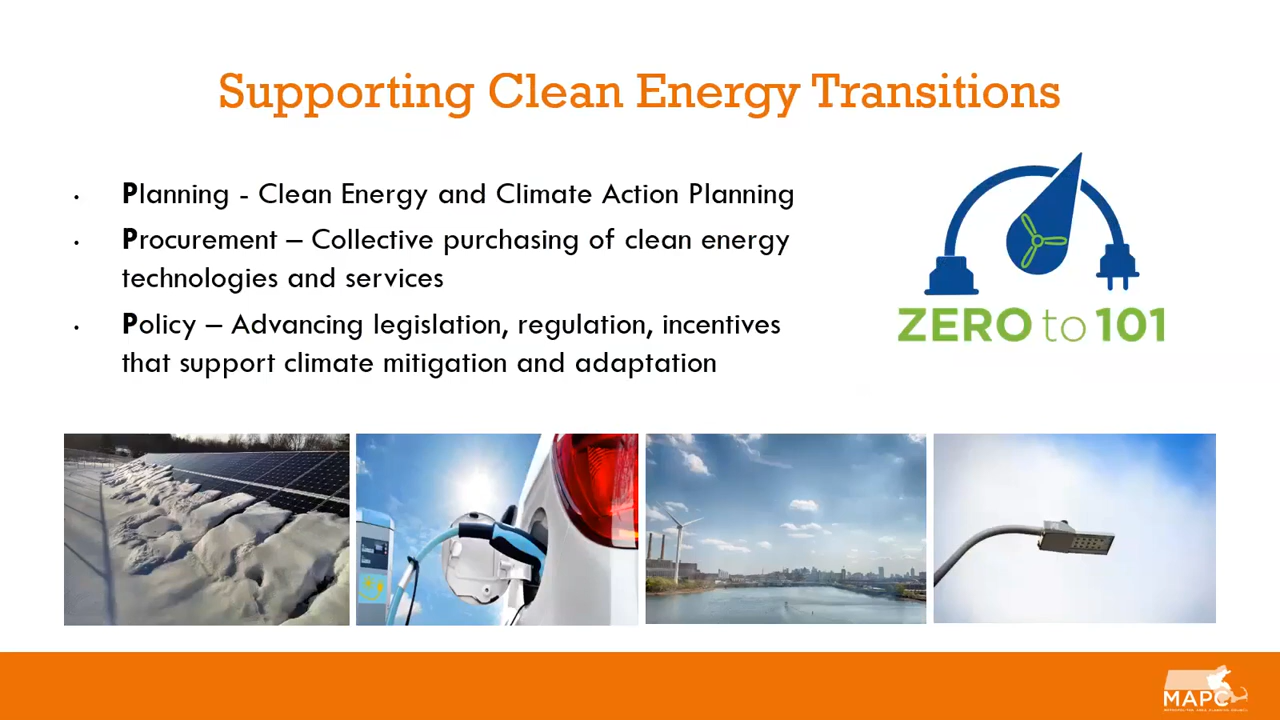 Supporting Clean Energy Transitions
• Planning - Clean Energy and Climate Action Planning
• Procurement – Collective purchasing of clean energy
technologies and services
• Policy – Advancing legislation, regulation, incentives
that support climate mitigation and adaptation
ZERO to 101
MAPC